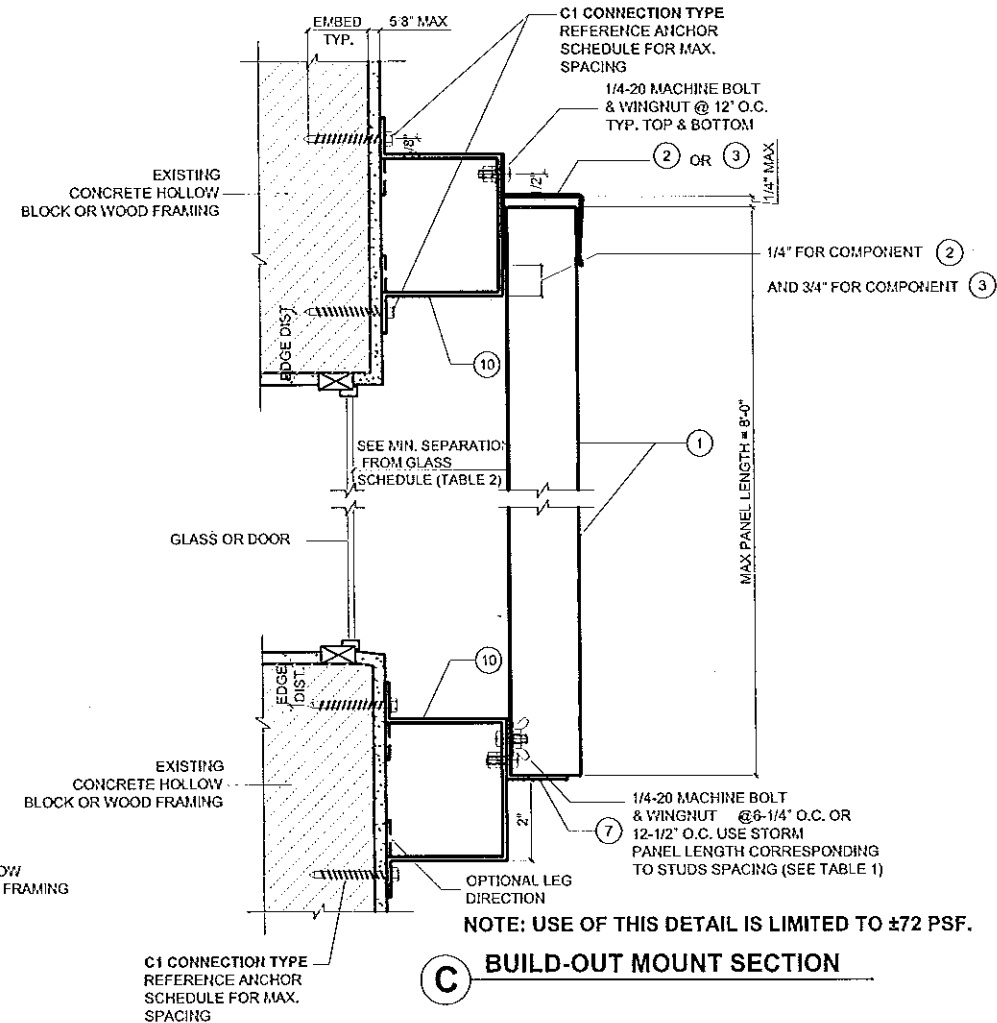 EMBED
TYP.
5 8" MAX
C1 CONNECTION TYPE
REFERENCE ANCHOR
SCHEDULE FOR MAX.
SPACING
1/4-20 MACHINE BOLT
& WINGNUT @ 12" O.C.
TYP. TOP & BOTTOM
2 OR 3
1/4" MAX
1/2"
EXISTING
CONCRETE HOLLOW
BLOCK OR WOOD FRAMING
1/4" FOR COMPONENT 2
AND 3/4" FOR COMPONENT 3
EDGE DIST.
10
SEE MIN. SEPARATION
FROM GLASS
SCHEDULE (TABLE 2)
1
MAX PANEL LENGTH = 8'-0"
GLASS OR DOOR
EDGE
DIST.
10
EXISTING
CONCRETE HOLLOW
BLOCK OR WOOD FRAMING
2"
7
1/4-20 MACHINE BOLT
& WINGNUT @6-1/4" O.C. OR
12-1/2" O.C. USE STORM
PANEL LENGTH CORRESPONDING
TO STUDS SPACING (SEE TABLE 1)
OW
FRAMING
OPTIONAL LEG
DIRECTION
NOTE: USE OF THIS DETAIL IS LIMITED TO ±72 PSF.
C1 CONNECTION TYPE
REFERENCE ANCHOR
SCHEDULE FOR MAX.
SPACING
C BUILD-OUT MOUNT SECTION